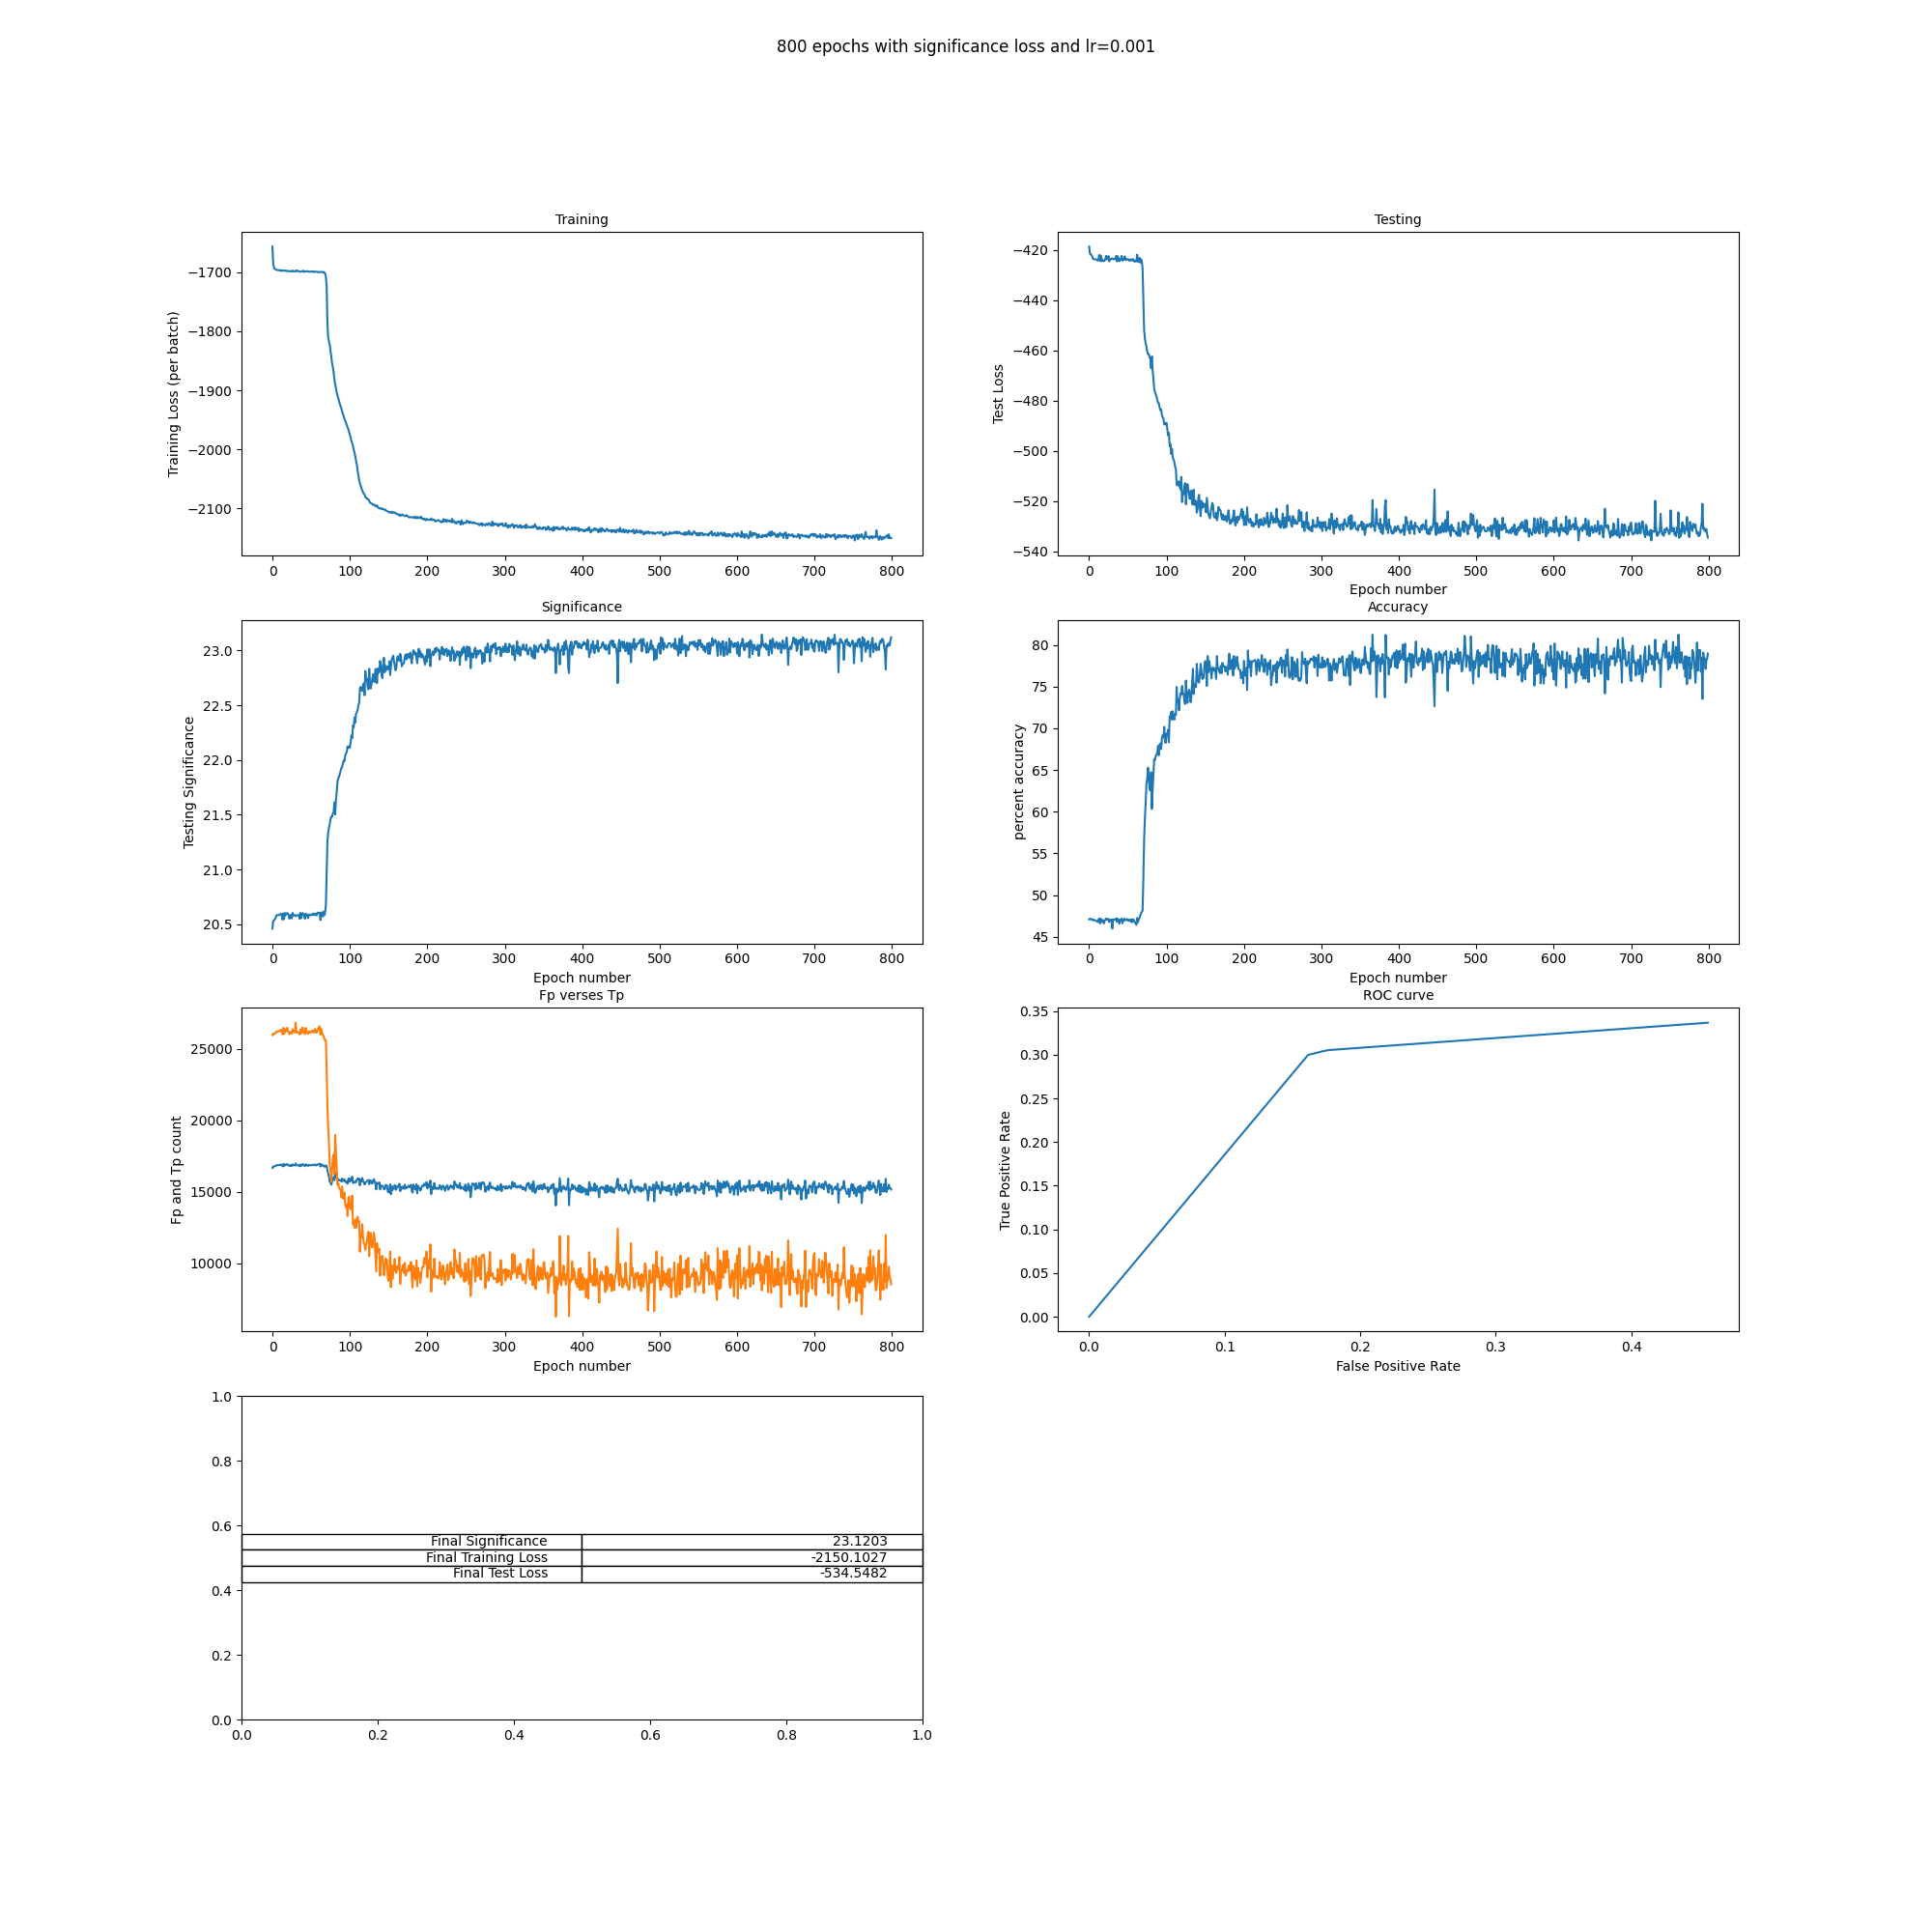 800 epochs with significance loss and lr=0.001
Training
Training Loss (per batch)
−1700
−1800
−1900
−2000
−2100
0 100 200 300 400 500 600 700 800
Testing
Test Loss
−420
−440
−460
−480
−500
−520
−540
0 100 200 300 400 500 600 700 800
Epoch number
Significance
Testing Significance
23.0
22.5
22.0
21.5
21.0
20.5
0 100 200 300 400 500 600 700 800
Epoch number
Accuracy
percent accuracy
80
75
70
65
60
55
50
45
0 100 200 300 400 500 600 700 800
Epoch number
Fp verses Tp
Fp and Tp count
25000
20000
15000
10000
0 100 200 300 400 500 600 700 800
Epoch number
ROC curve
True Positive Rate
0.35
0.30
0.25
0.20
0.15
0.10
0.05
0.00
0.0 0.1 0.2 0.3 0.4
False Positive Rate
1.0
0.8
0.6
Final Significance 23.1203
Final Training Loss -2150.1027
Final Test Loss -534.5482
0.4
0.2
0.0
0.0 0.2 0.4 0.6 0.8 1.0